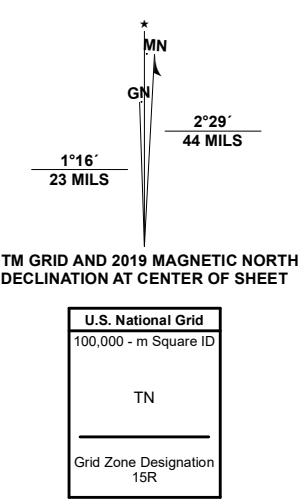 MN
GN
2°29´
44 MILS
1°16´
23 MILS
TM GRID AND 2019 MAGNETIC NORTH
DECLINATION AT CENTER OF SHEET
U.S. National Grid
100,000 - m Square ID
TN
Grid Zone Designation
15R